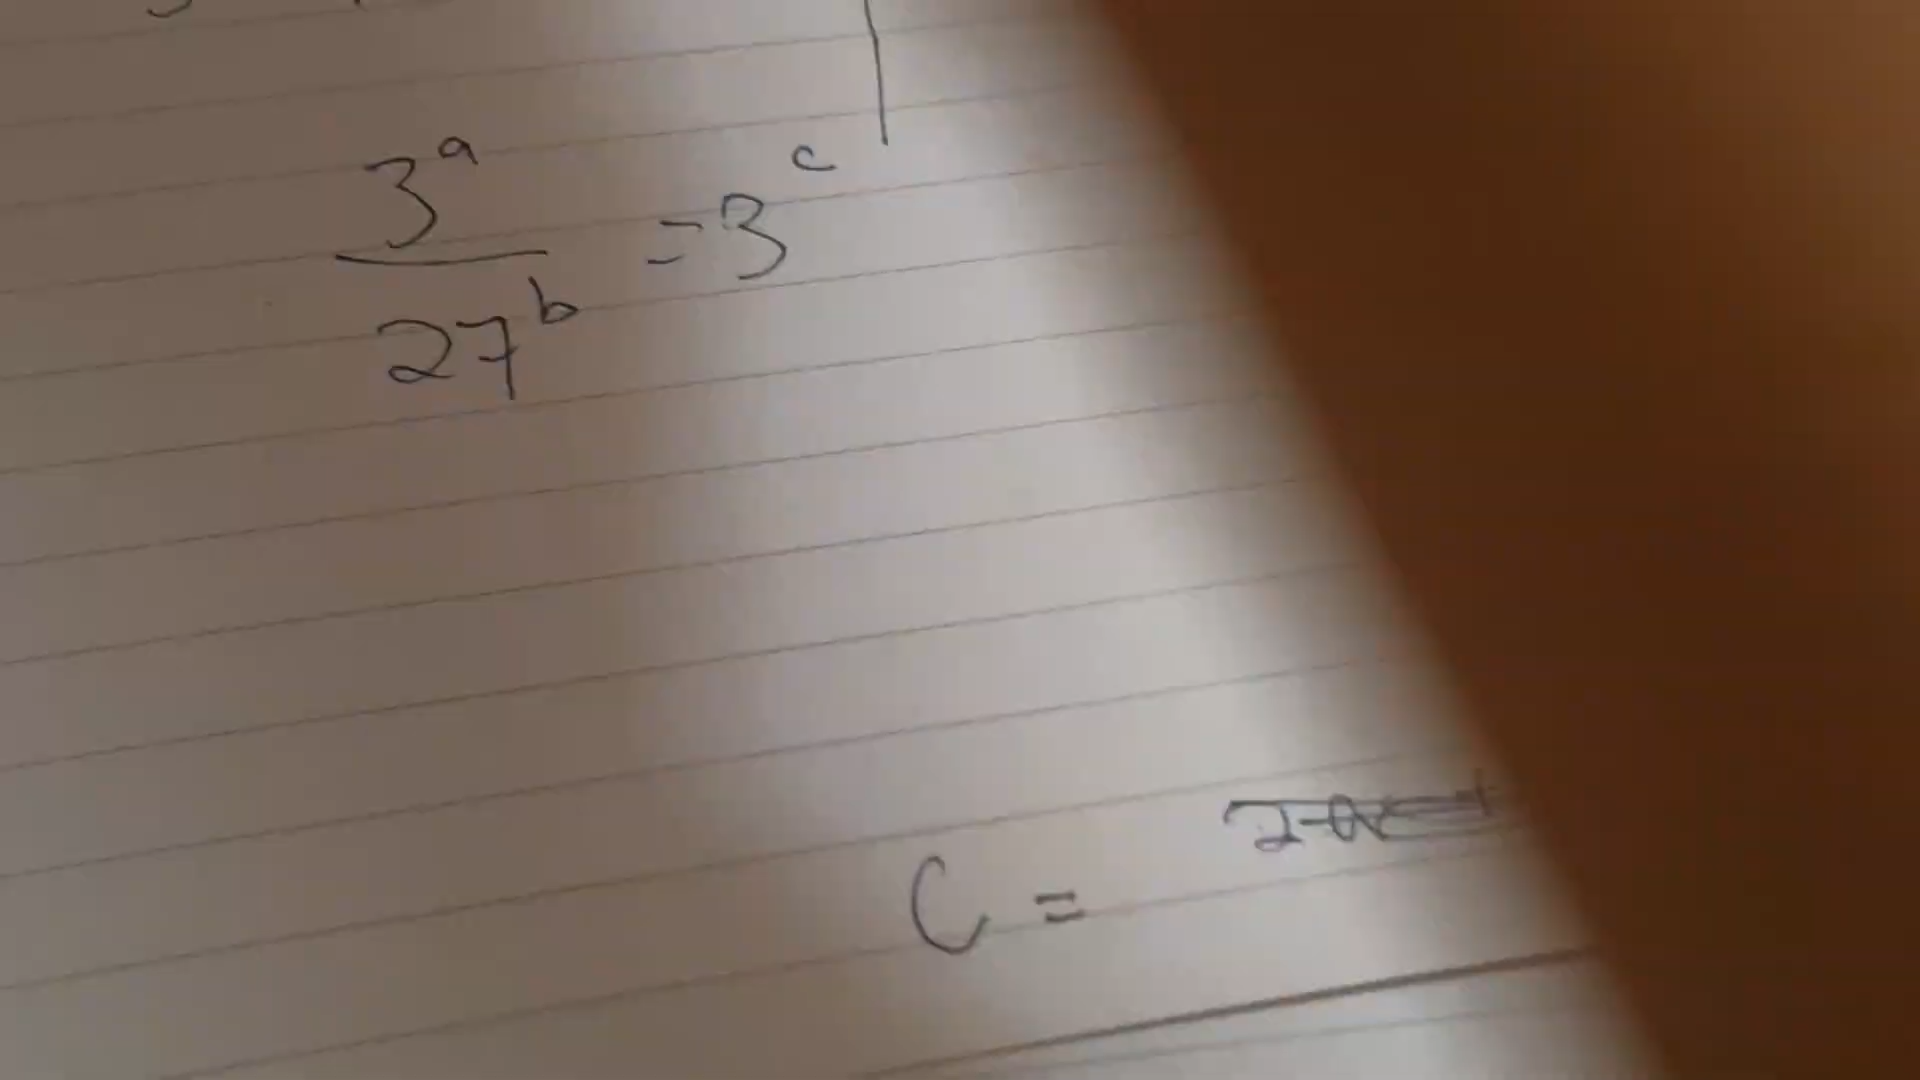 3^a / 27^b = 3^c
C =